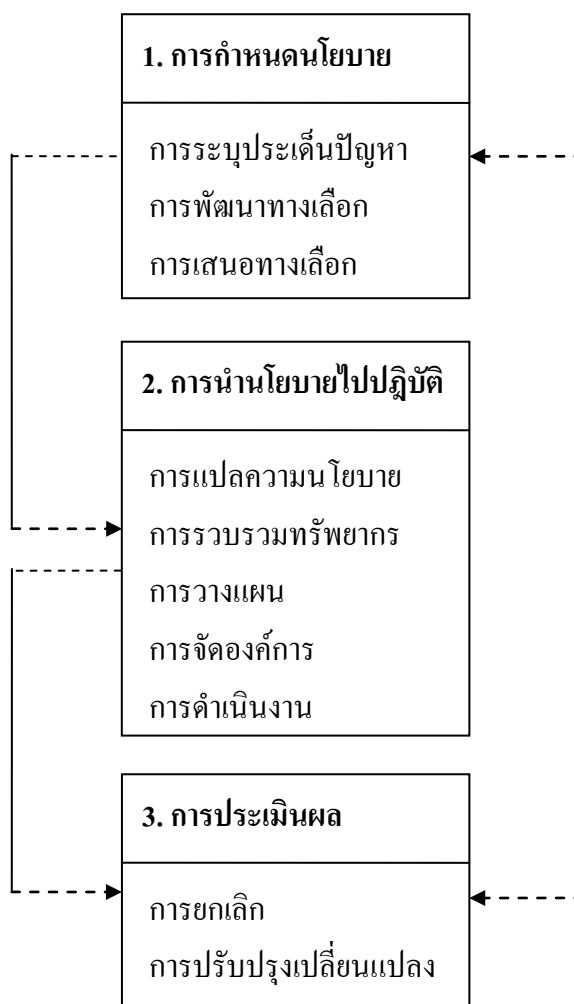 1. การกำหนดนโยบาย
การระบุประเด็นปัญหา
การพัฒนาทางเลือก
การเสนอทางเลือก
2. การนำนโยบายไปปฎิบัติ
การแปลความนโยบาย
การรวบรวมทรัพยากร
การวางแผน
การจัดองค์การ
การดำเนินงาน
3. การประเมินผล
การยกเลิก
การปรับปรุงเปลี่ยนแปลง